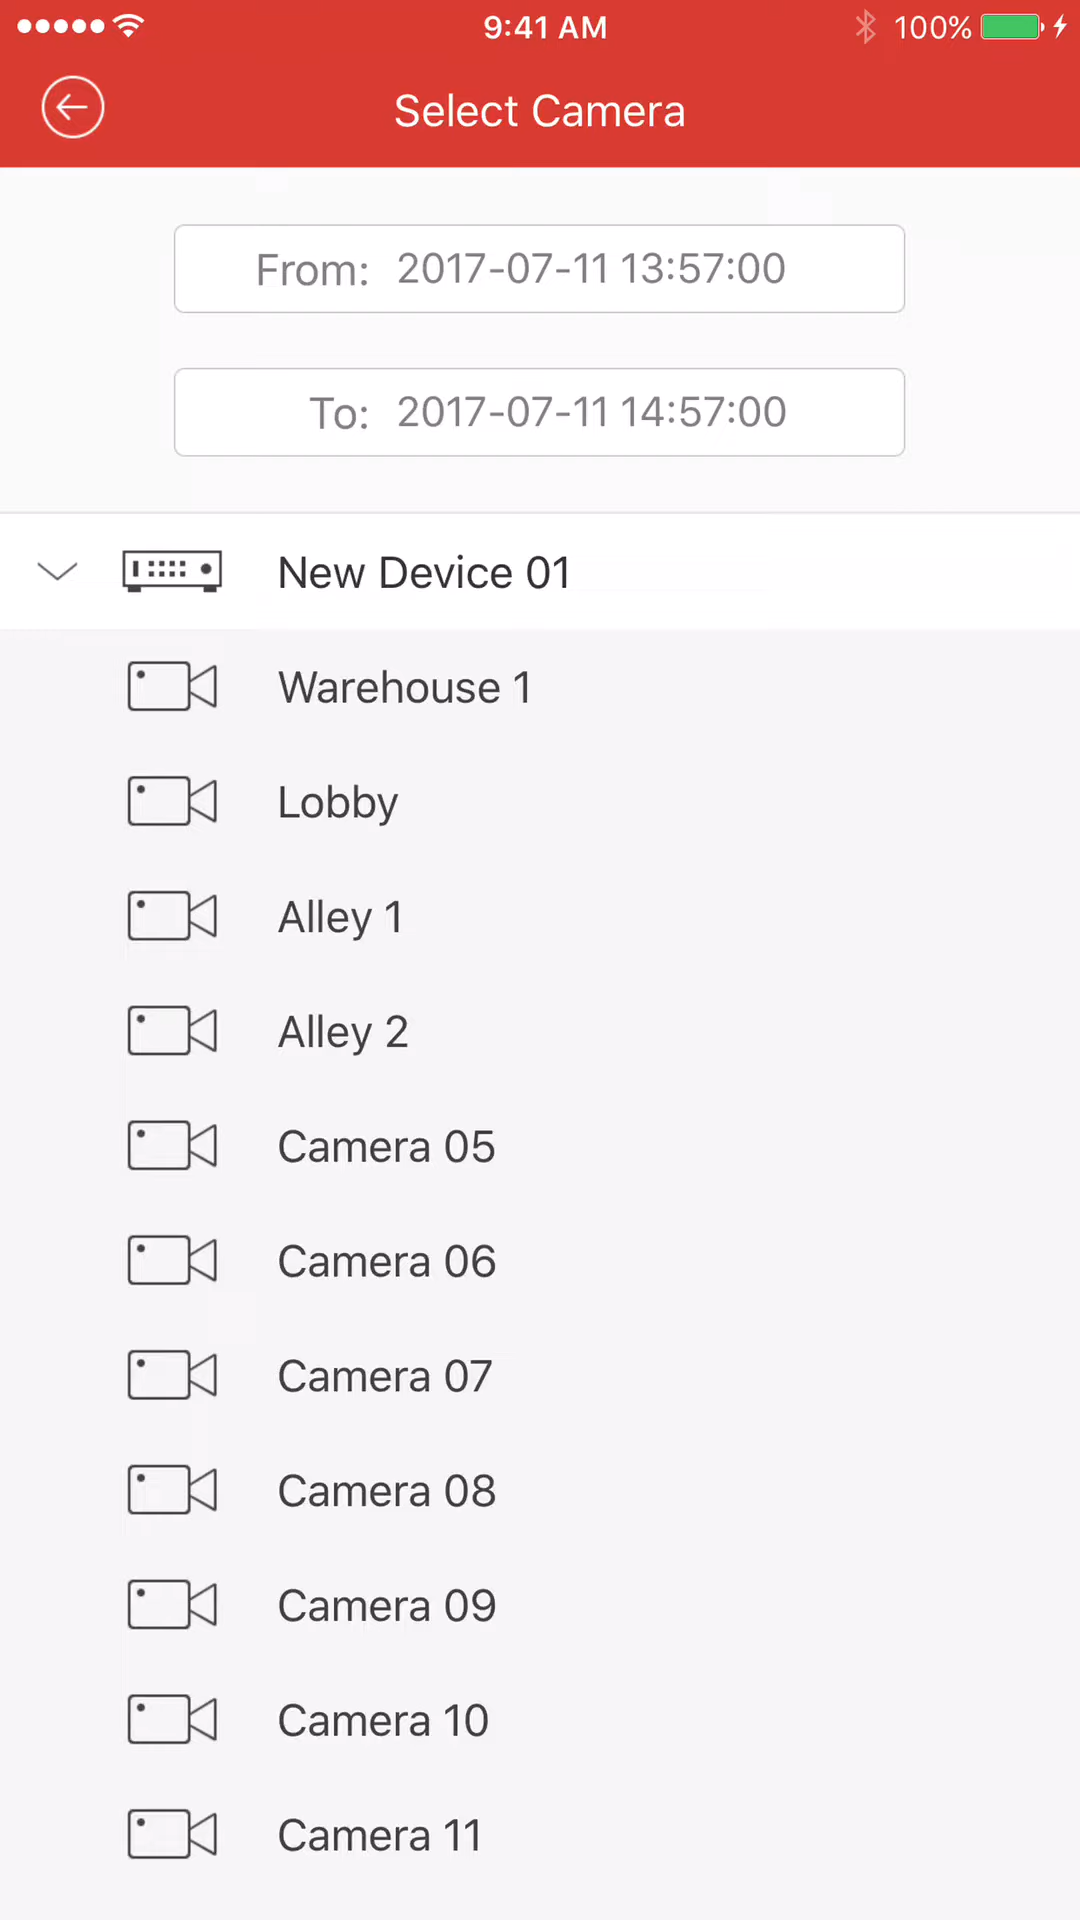 9:41 AM
100%
Select Camera
From: 2017-07-11 13:57:00
To: 2017-07-11 14:57:00
New Device 01
Warehouse 1
Lobby
Alley 1
Alley 2
Camera 05
Camera 06
Camera 07
Camera 08
Camera 09
Camera 10
Camera 11